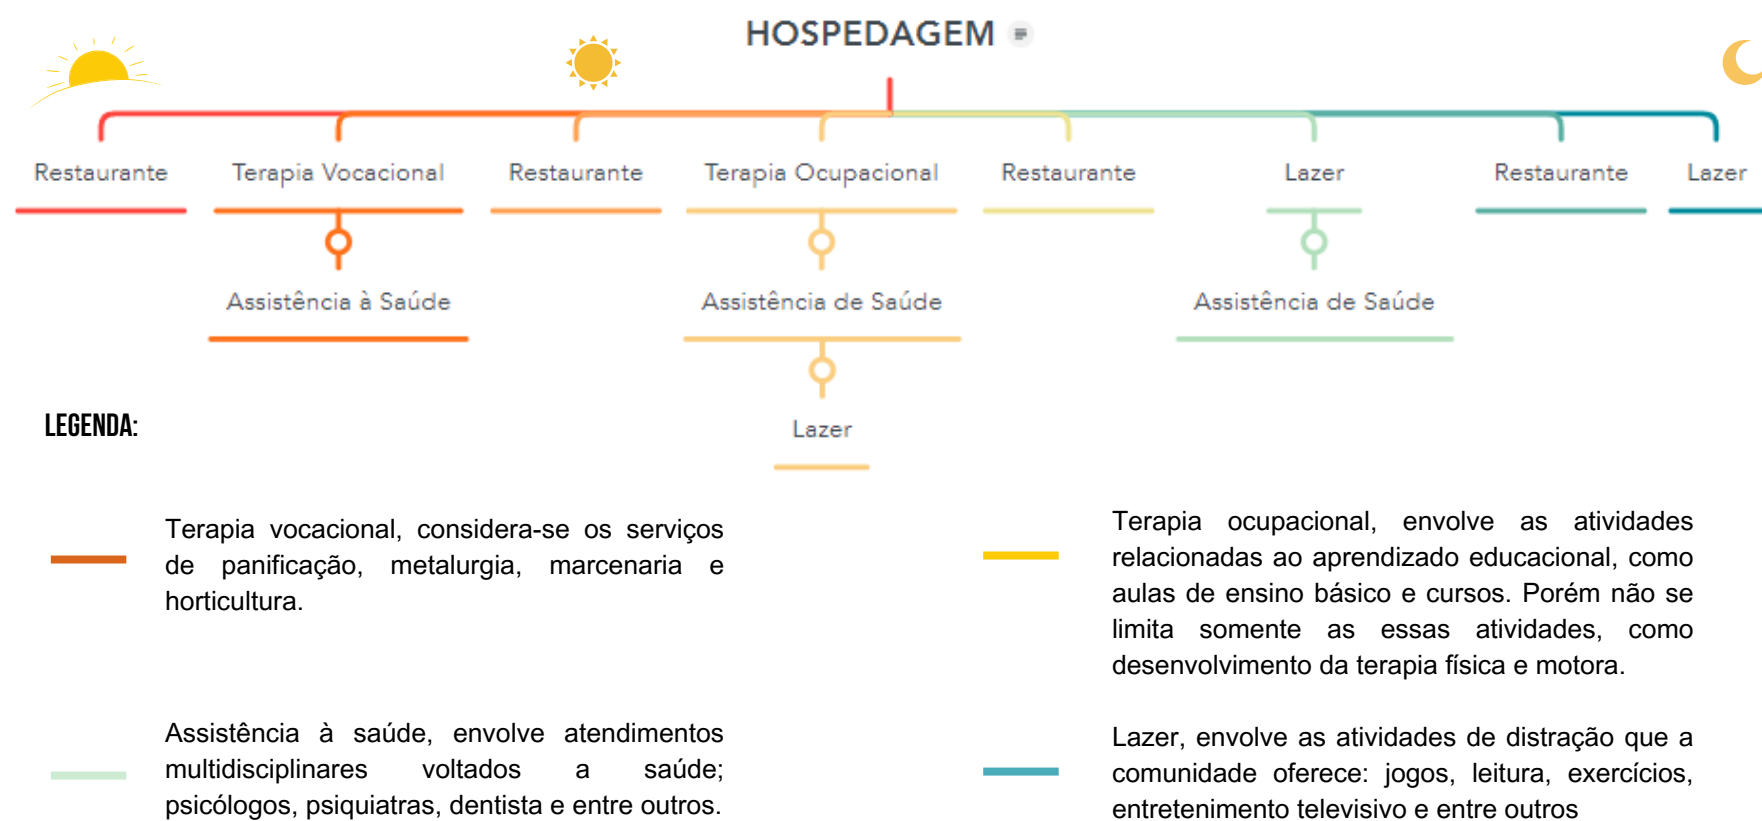 HOSPEDAGEM
Restaurante
Terapia Vocacional
Restaurante
Terapia Ocupacional
Restaurante
Lazer
Restaurante
Lazer
Assistência à Saúde
Assistência de Saúde
Assistência de Saúde
Lazer
LEGENDA:
Terapia vocacional, considera-se os serviços
de panificação, metalurgia, marcenaria e
horticultura.
Terapia ocupacional, envolve as atividades
relacionadas ao aprendizado educacional, como
aulas de ensino básico e cursos. Porém não se
limita somente as essas atividades, como
desenvolvimento da terapia física e motora.
Assistência à saúde, envolve atendimentos
multidisciplinares voltados a saúde;
psicólogos, psiquiatras, dentista e entre outros.
Lazer, envolve as atividades de distração que a
comunidade oferece: jogos, leitura, exercícios,
entretenimento televisivo e entre outros